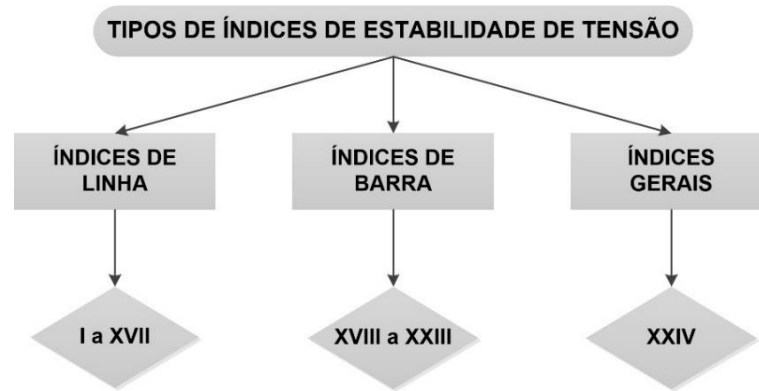 TIPOS DE ÍNDICES DE ESTABILIDADE DE TENSÃO
ÍNDICES DE
LINHA
ÍNDICES DE
BARRA
ÍNDICES
GERAIS
I a XVII
XVIII a XXIII
XXIV